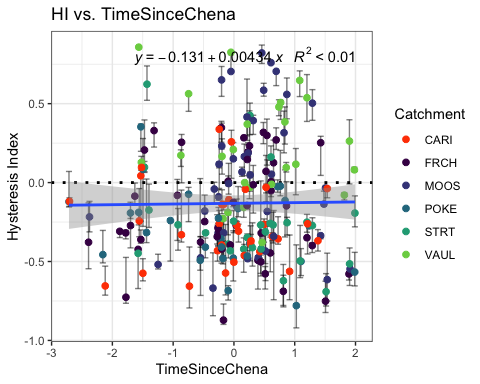 HI vs. TimeSinceChena
y = − 0.131 + 0.00434 x R² < 0.01
Hysteresis Index
0.5
0.0
-0.5
-1.0
-3 -2 -1 0 1 2
TimeSinceChena
Catchment
CARI
FRCH
MOOS
POKE
STRT
VAUL